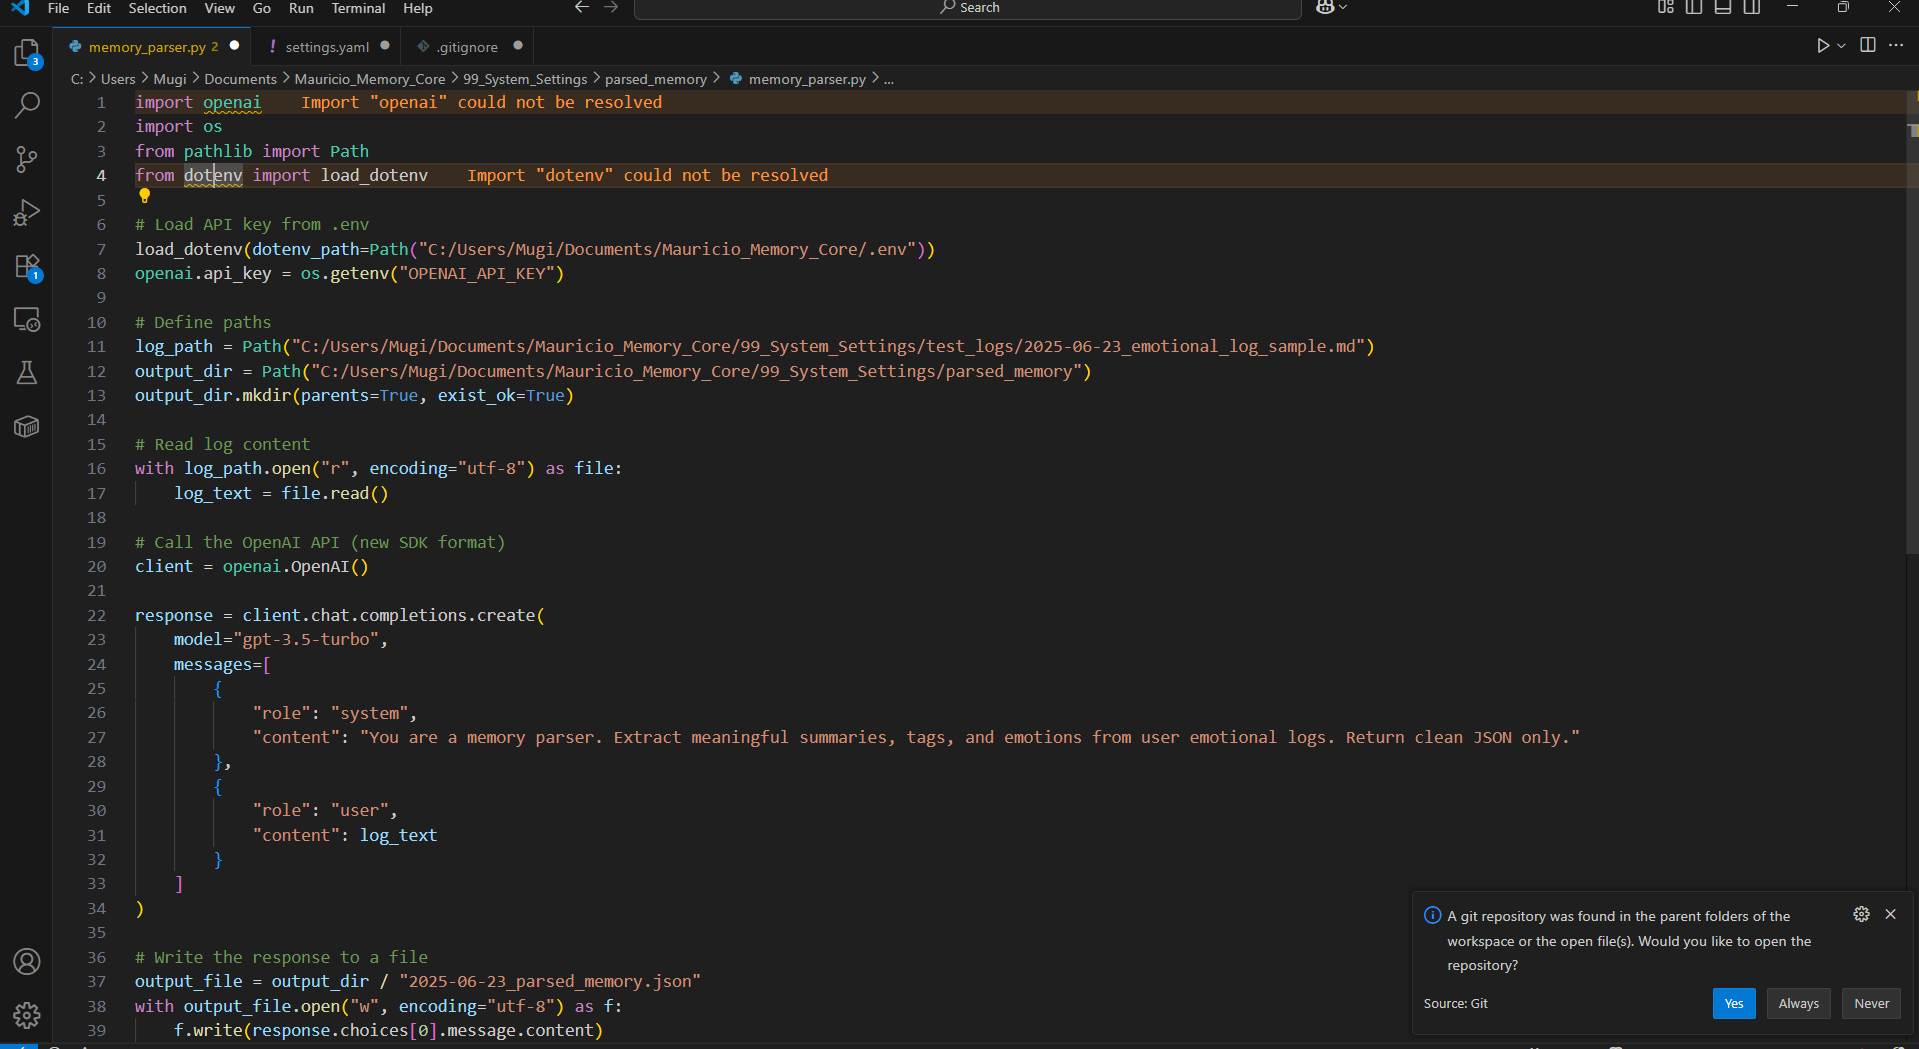 File Edit Selection View Go Run Terminal Help Search
memory_parser.py 2 settings.yaml .gitignore
C: > Users > Mugi > Documents > Mauricio_Memory_Core > 99_System_Settings > parsed_memory > memory_parser.py > ...
3
1
1 import openai Import "openai" could not be resolved
2 import os
3 from pathlib import Path
4 from dotenv import load_dotenv Import "dotenv" could not be resolved
5
6 # Load API key from .env
7 load_dotenv(dotenv_path=Path("C:/Users/Mugi/Documents/Mauricio_Memory_Core/.env"))
8 openai.api_key = os.getenv("OPENAI_API_KEY")
9
10 # Define paths
11 log_path = Path("C:/Users/Mugi/Documents/Mauricio_Memory_Core/99_System_Settings/test_logs/2025-06-23_emotional_log_sample.md")
12 output_dir = Path("C:/Users/Mugi/Documents/Mauricio_Memory_Core/99_System_Settings/parsed_memory")
13 output_dir.mkdir(parents=True, exist_ok=True)
14
15 # Read log content
16 with log_path.open("r", encoding="utf-8") as file:
17     log_text = file.read()
18
19 # Call the OpenAI API (new SDK format)
20 client = openai.OpenAI()
21
22 response = client.chat.completions.create(
23     model="gpt-3.5-turbo",
24     messages=[
25         {
26             "role": "system",
27             "content": "You are a memory parser. Extract meaningful summaries, tags, and emotions from user emotional logs. Return clean JSON only."
28         },
29         {
30             "role": "user",
31             "content": log_text
32         }
33     ]
34 )
35
36 # Write the response to a file
37 output_file = output_dir / "2025-06-23_parsed_memory.json"
38 with output_file.open("w", encoding="utf-8") as f:
39     f.write(response.choices[0].message.content)
A git repository was found in the parent folders of the
workspace or the open file(s). Would you like to open the
repository?
Source: Git Yes Always Never